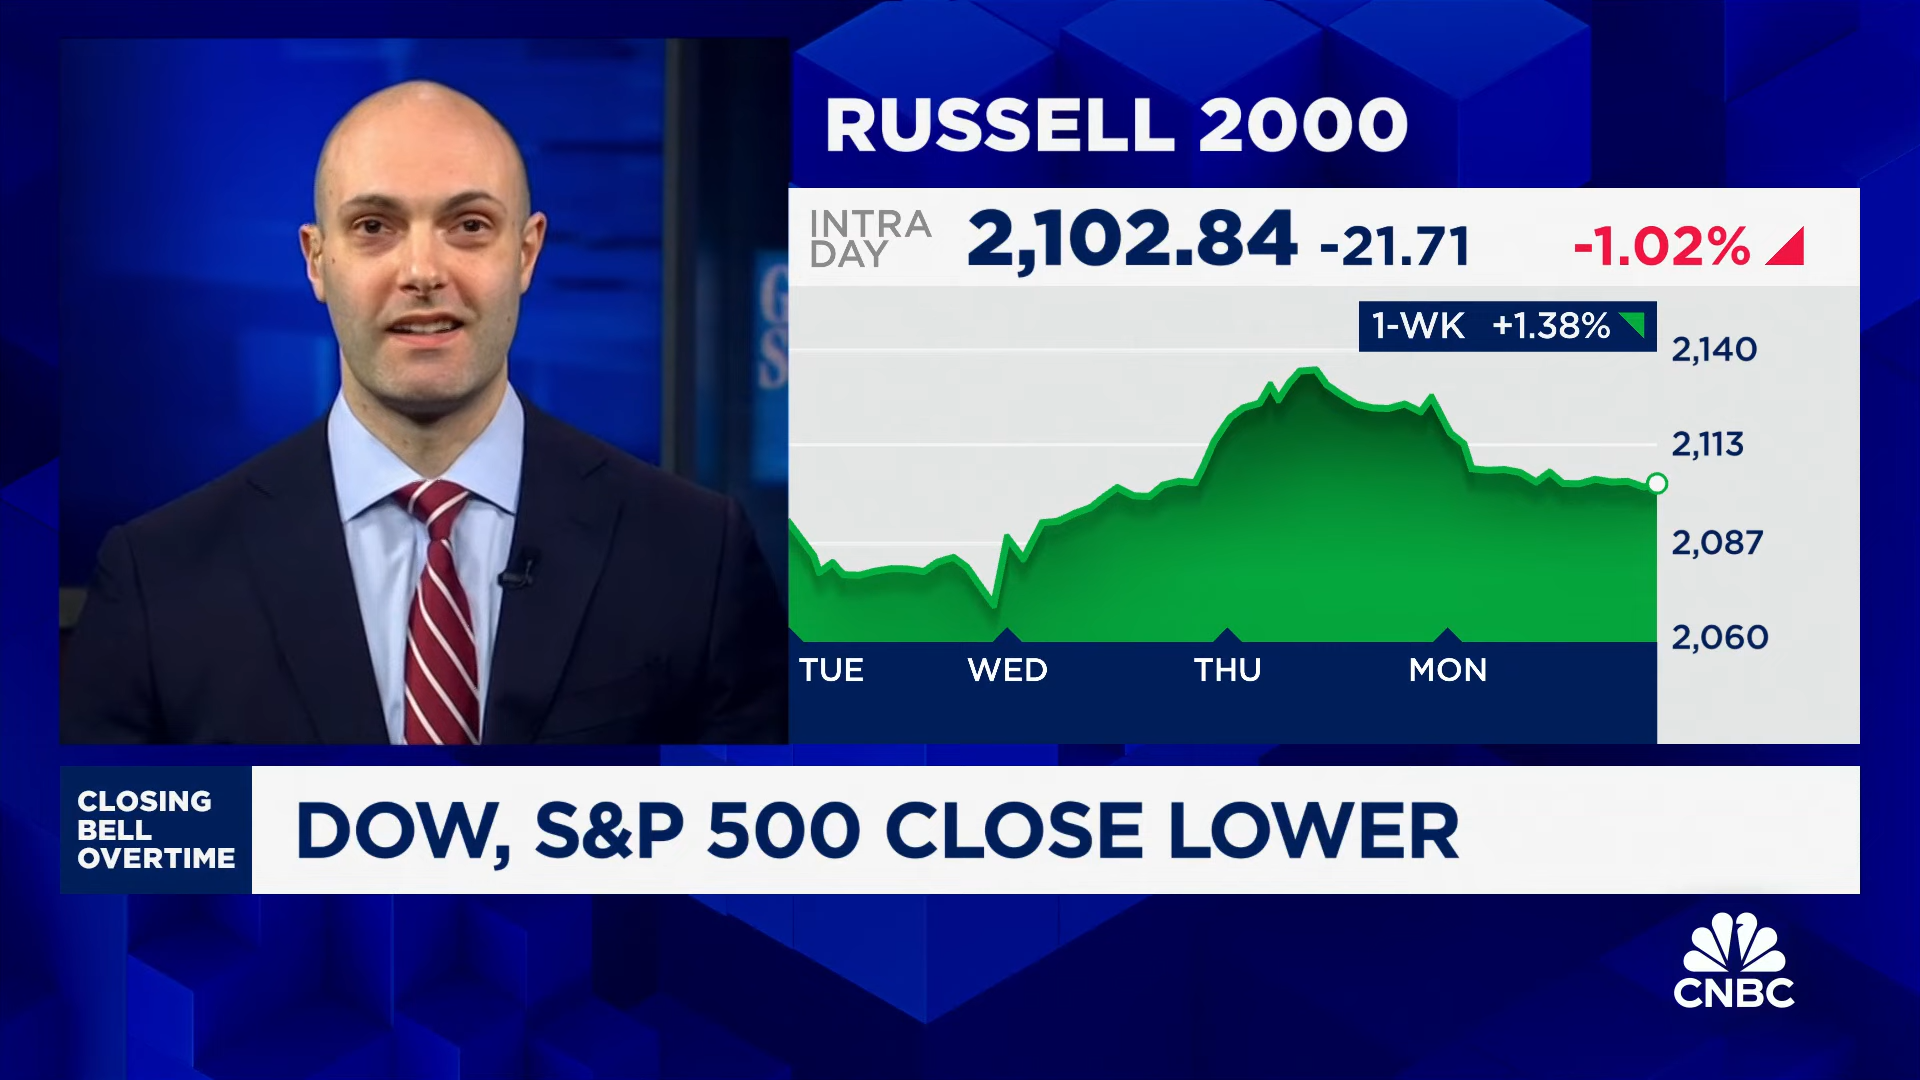 RUSSELL 2000
INTRA
DAY
2,102.84 -21.71 -1.02%
1-WK +1.38%
2,140
2,113
2,087
2,060
TUE WED THU MON
CLOSING
BELL
OVERTIME
DOW, S&P 500 CLOSE LOWER
CNBC